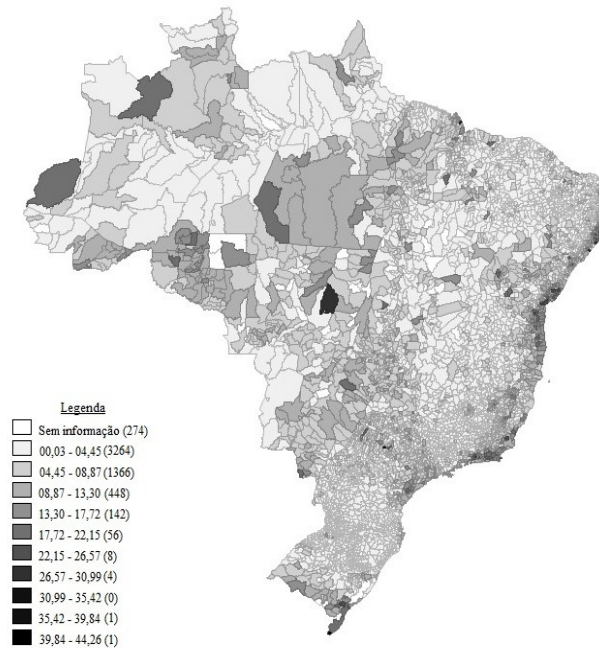 Legenda
Sem informação (274)
00,03 - 04,45 (3264)
04,45 - 08,87 (1366)
08,87 - 13,30 (448)
13,30 - 17,72 (142)
17,72 - 22,15 (56)
22,15 - 26,57 (8)
26,57 - 30,99 (4)
30,99 - 35,42 (0)
35,42 - 39,84 (1)
39,84 - 44,26 (1)